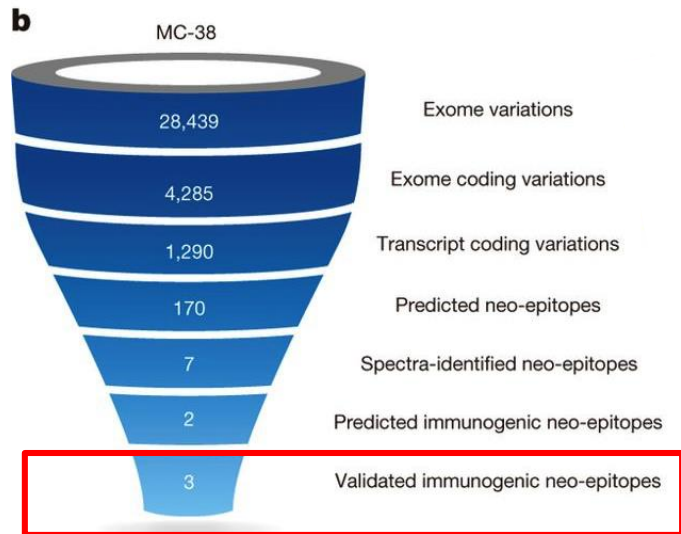 b
MC-38
28,439 Exome variations
4,285 Exome coding variations
1,290 Transcript coding variations
170 Predicted neo-epitopes
7 Spectra-identified neo-epitopes
2 Predicted immunogenic neo-epitopes
3 Validated immunogenic neo-epitopes